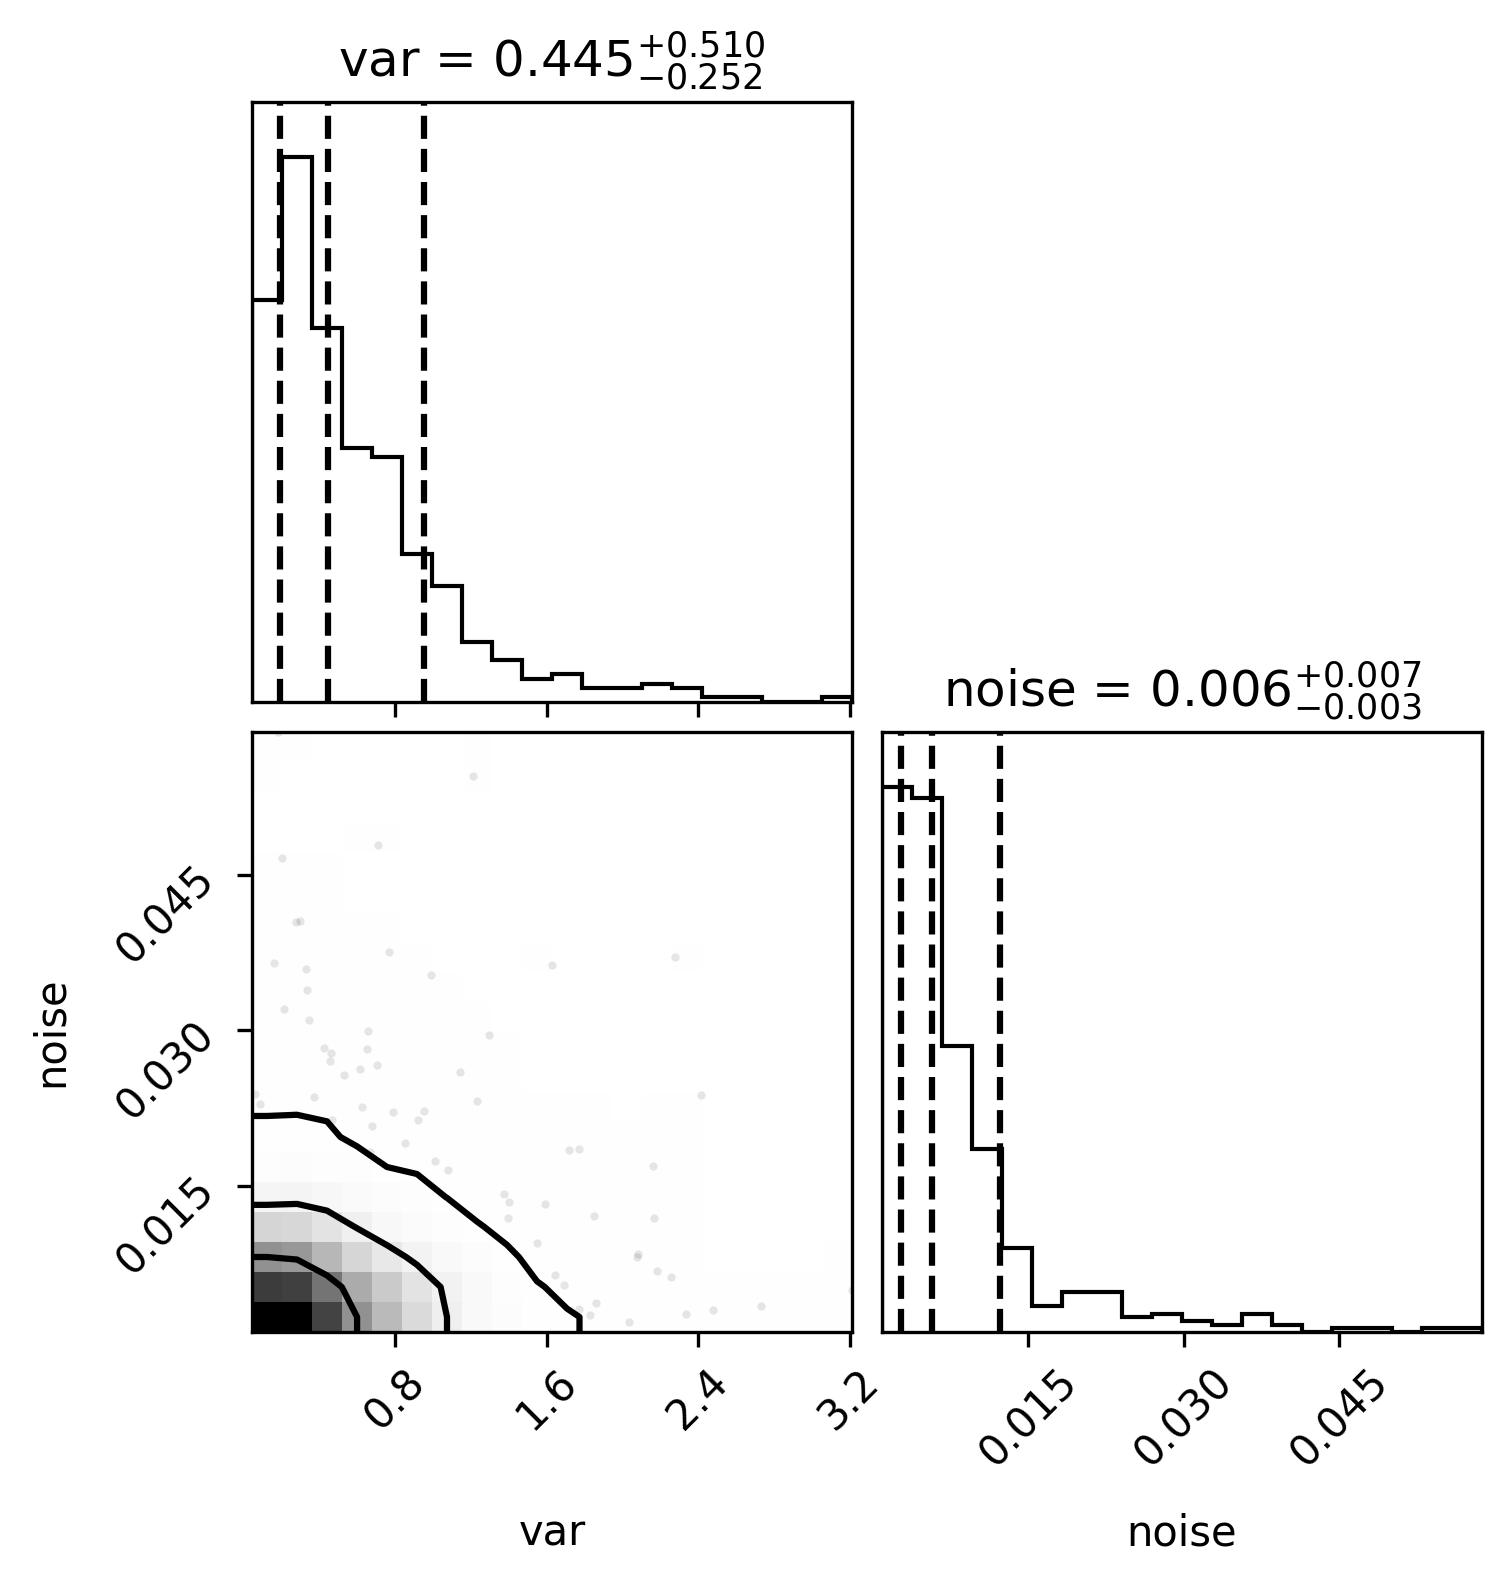 var = 0.445 +0.510 −0.252
noise = 0.006 +0.007 −0.003
noise
0.045
0.030
0.015
0.8 1.6 2.4 3.2
0.015 0.030 0.045
var
noise